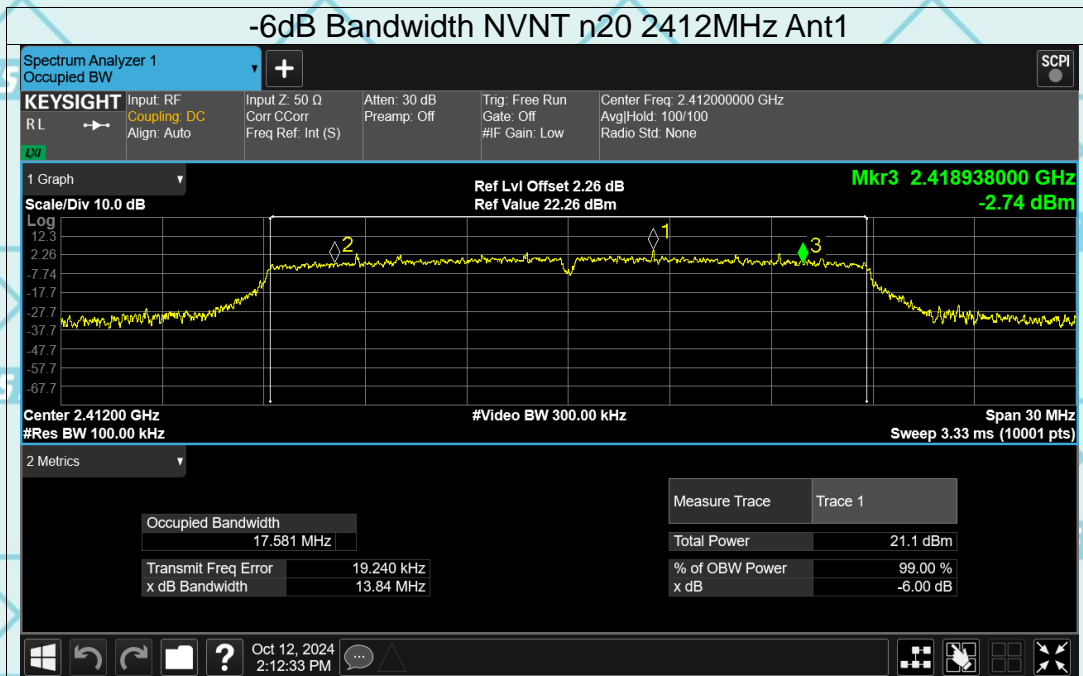 -6dB Bandwidth NVNT n20 2412MHz Ant1
Spectrum Analyzer 1
Occupied BW
+
SCPI
KEYSIGHT Input: RF Input Z: 50 Ω Atten: 30 dB Trig: Free Run Center Freq: 2.412000000 GHz
RL Coupling: DC Corr CCorr Preamp: Off Gate: Off Avg|Hold: 100/100
Align: Auto Freq Ref: Int (S) #IF Gain: Low Radio Std: None
LXI
1 Graph Ref Lvl Offset 2.26 dB Mkr3 2.418938000 GHz
Scale/Div 10.0 dB Ref Value 22.26 dBm -2.74 dBm
Log
12.3
2.26
-7.74
-17.7
-27.7
-37.7
-47.7
-57.7
-67.7
2 1 3
Center 2.41200 GHz #Video BW 300.00 kHz Span 30 MHz
#Res BW 100.00 kHz Sweep 3.33 ms (10001 pts)
2 Metrics
Measure Trace Trace 1
Occupied Bandwidth
17.581 MHz Total Power 21.1 dBm
Transmit Freq Error 19.240 kHz % of OBW Power 99.00 %
x dB Bandwidth 13.84 MHz x dB -6.00 dB
? Oct 12, 2024
2:12:33 PM